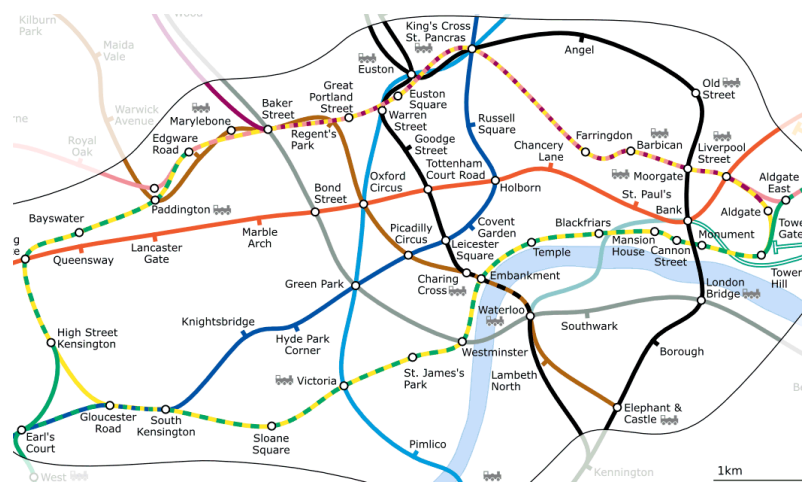 Kilburn
Park
Maida
Vale
Wood
King's Cross
St. Pancras
Angel
Euston
Old
Street
Warwick
Avenue
Marylebone
Baker
Street
Great
Portland
Street
Euston
Square
Warren
Street
Regent's
Park
Russell
Square
Farringdon
Barbican
Liverpool
Street
Royal
Oak
Edgware
Road
Goodge
Street
Chancery
Lane
Moorgate
Aldgate
East
Tottenham
Court Road
Oxford
Circus
Bond
Street
Holborn
St. Paul's
Bank
Aldgate
Paddington
Bayswater
Marble
Arch
Lancaster
Gate
Queensway
Picadilly
Circus
Covent
Garden
Leicester
Square
Blackfriars
Temple
Mansion
House
Cannon
Street
Monument
Tower
Hill
Charing
Cross
Embankment
Green Park
Waterloo
London
Bridge
Southwark
Knightsbridge
Hyde Park
Corner
High Street
Kensington
Westminster
St. James's
Park
Victoria
Lambeth
North
Borough
Elephant &
Castle
Gloucester
Road
South
Kensington
Sloane
Square
Earl's
Court
Pimlico
West
Kennington
1km